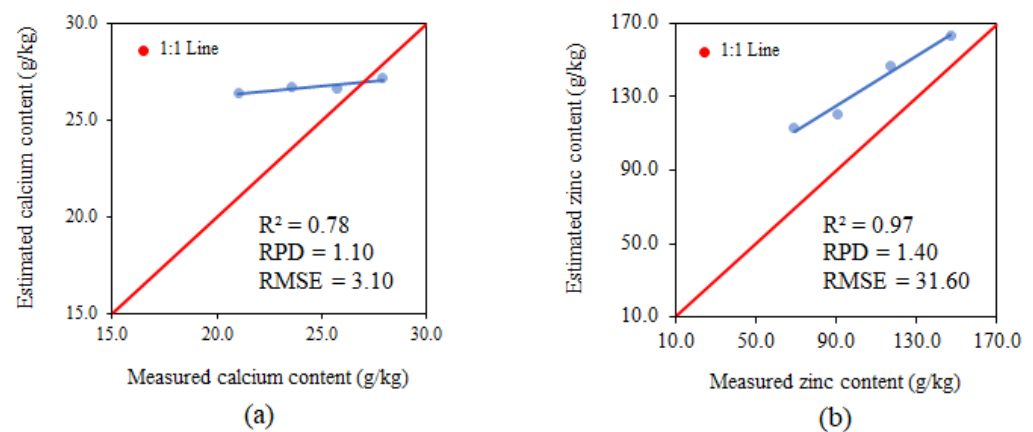 Estimated calcium content (g/kg)
30.0
25.0
20.0
15.0
1:1 Line
R² = 0.78
RPD = 1.10
RMSE = 3.10
15.0 20.0 25.0 30.0
Measured calcium content (g/kg)
(a)
Estimated zinc content (g/kg)
170.0
130.0
90.0
50.0
10.0
1:1 Line
R² = 0.97
RPD = 1.40
RMSE = 31.60
10.0 50.0 90.0 130.0 170.0
Measured zinc content (g/kg)
(b)